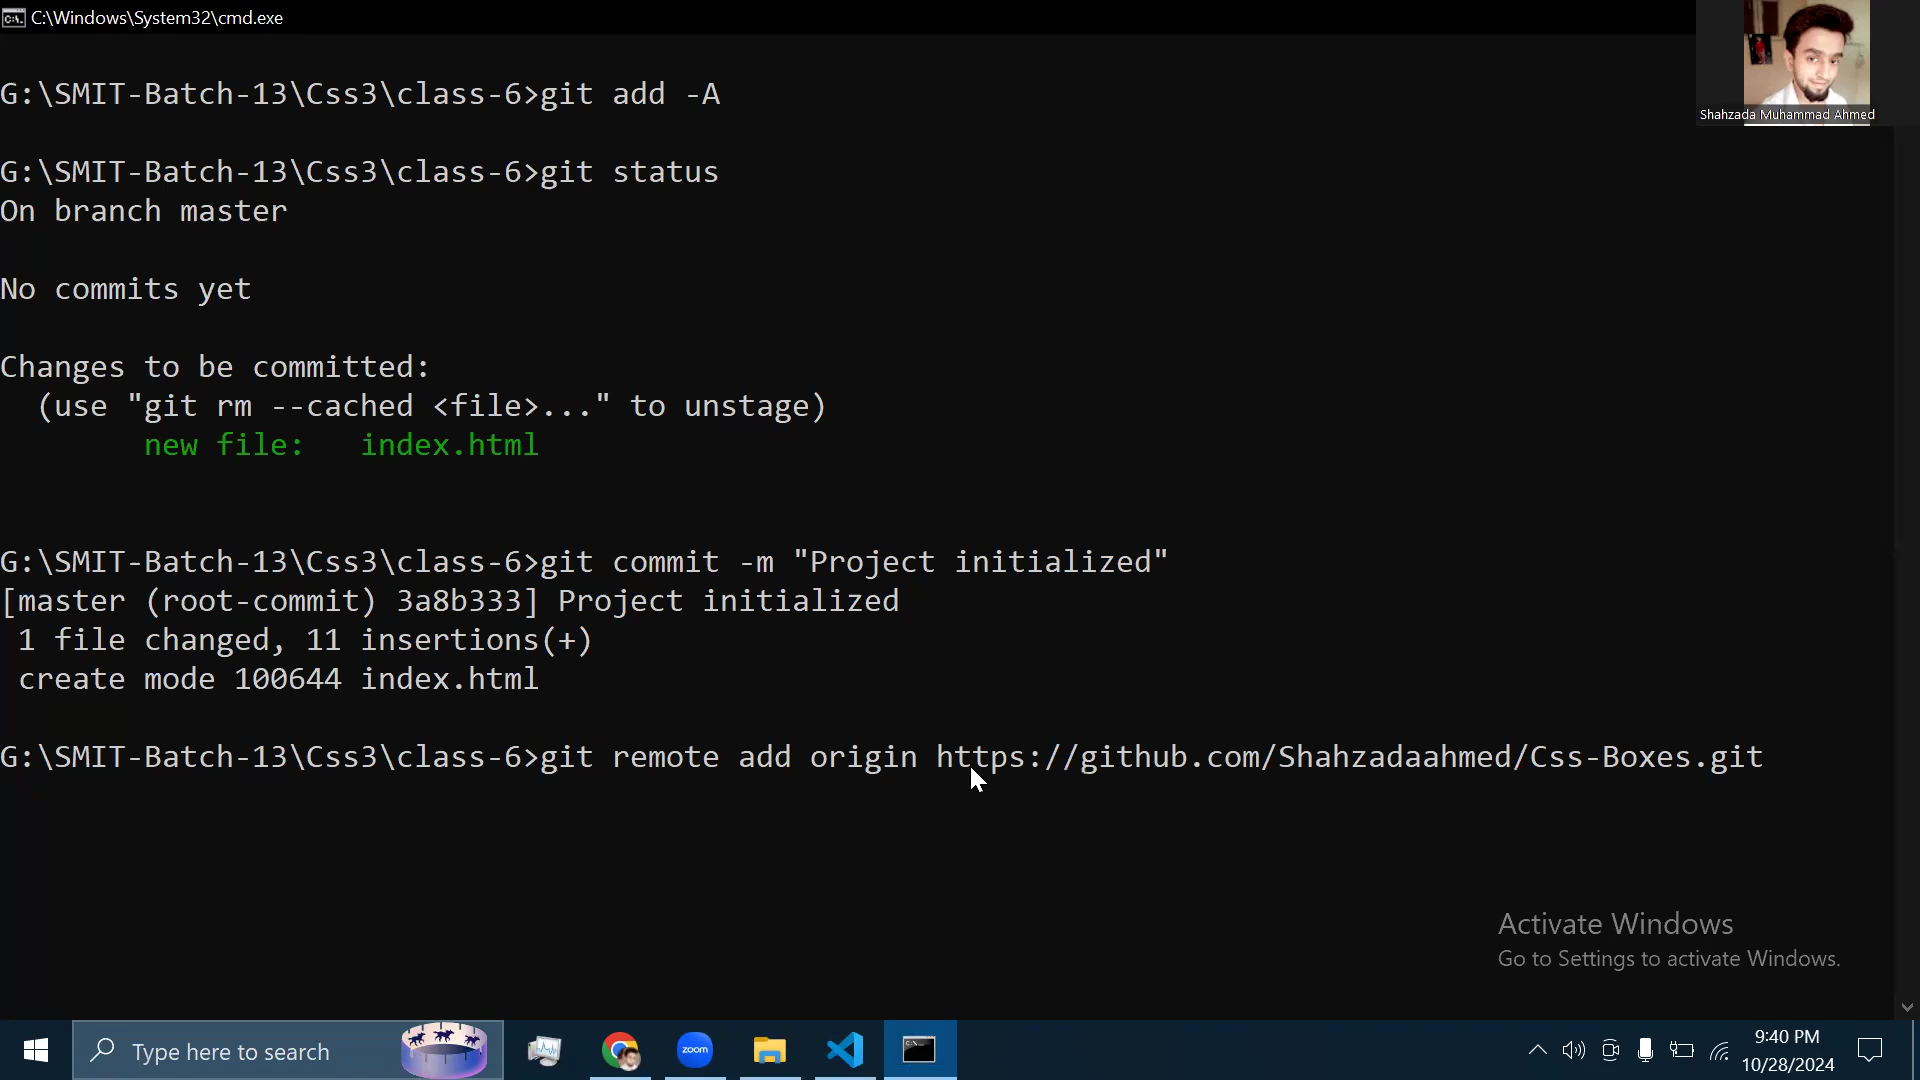 C:\Windows\System32\cmd.exe
Shahzada Muhammad Ahmed
G:\SMIT-Batch-13\Css3\class-6>git add -A
G:\SMIT-Batch-13\Css3\class-6>git status
On branch master
No commits yet
Changes to be committed:
(use "git rm --cached <file>..." to unstage)
new file:   index.html
G:\SMIT-Batch-13\Css3\class-6>git commit -m "Project initialized"
[master (root-commit) 3a8b333] Project initialized
1 file changed, 11 insertions(+)
create mode 100644 index.html
G:\SMIT-Batch-13\Css3\class-6>git remote add origin https://github.com/Shahzadaahmed/Css-Boxes.git
Activate Windows
Go to Settings to activate Windows.
Type here to search
zoom
9:40 PM
10/28/2024